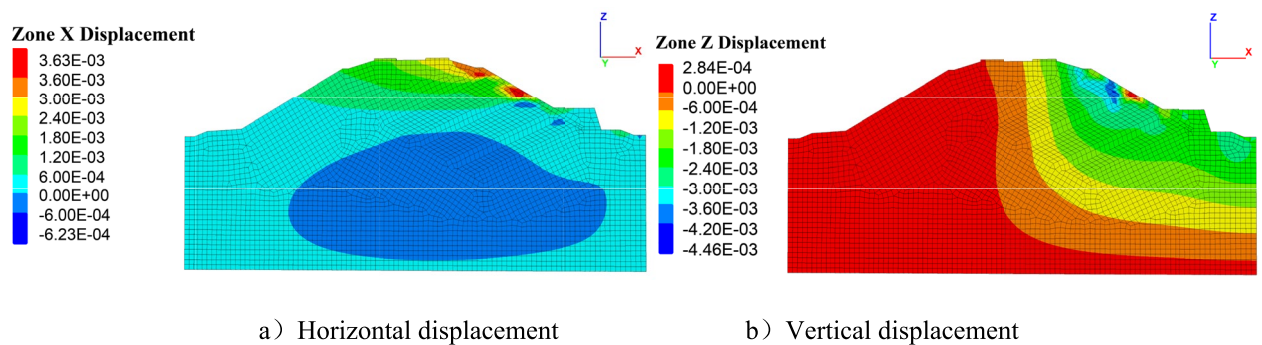 Zone X Displacement
3.63E-03
3.60E-03
3.00E-03
2.40E-03
1.80E-03
1.20E-03
6.00E-04
0.00E+00
-6.00E-04
-6.23E-04
Z
X
Y
Zone Z Displacement
2.84E-04
0.00E+00
-6.00E-04
-1.20E-03
-1.80E-03
-2.40E-03
-3.00E-03
-3.60E-03
-4.20E-03
-4.46E-03
Z
X
Y
a）Horizontal displacement
b）Vertical displacement